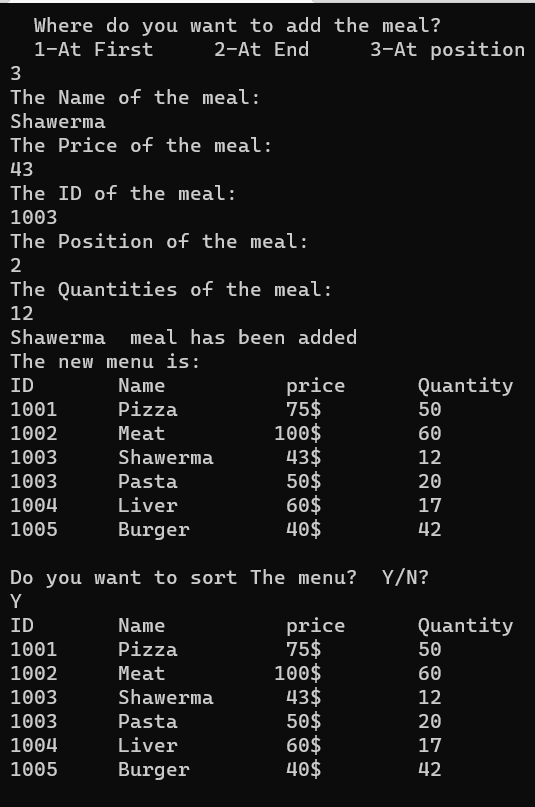 Where do you want to add the meal?
1-At First     2-At End     3-At position
3
The Name of the meal:
Shawerma
The Price of the meal:
43
The ID of the meal:
1003
The Position of the meal:
2
The Quantities of the meal:
12
Shawerma  meal has been added
The new menu is:
ID       Name          price      Quantity
1001     Pizza         75$        50
1002     Meat         100$        60
1003     Shawerma      43$        12
1003     Pasta         50$        20
1004     Liver         60$        17
1005     Burger        40$        42
Do you want to sort The menu?  Y/N?
Y
ID       Name          price      Quantity
1001     Pizza         75$        50
1002     Meat         100$        60
1003     Shawerma      43$        12
1003     Pasta         50$        20
1004     Liver         60$        17
1005     Burger        40$        42